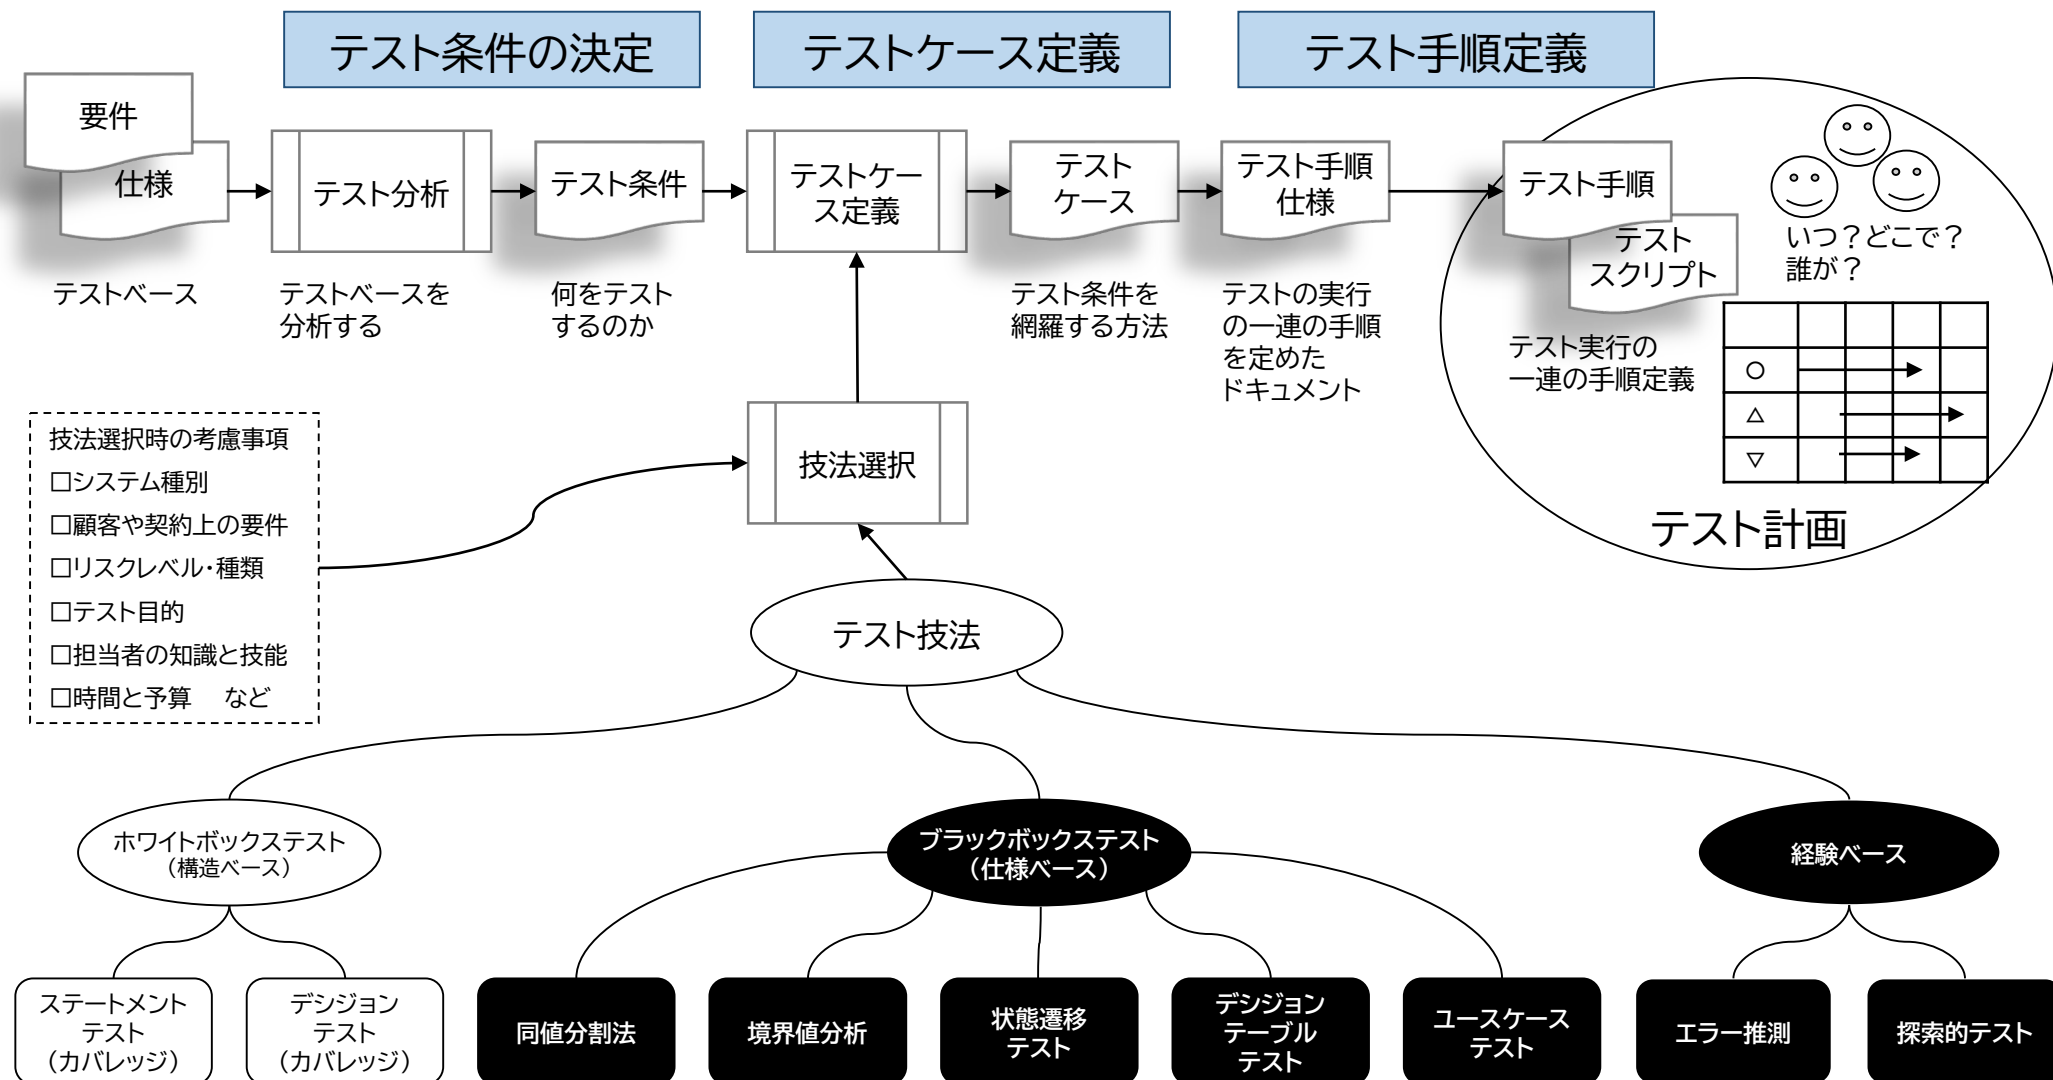 テスト条件の決定
テストケース定義
テスト手順定義
要件
仕様
テスト分析
テスト条件
テストケー
ス定義
テスト
ケース
テスト手順
仕様
テスト手順
テスト
スクリプト
いつ？どこで？
誰が？
テストベース
テストベースを
分析する
何をテスト
するのか
テスト条件を
網羅する方法
テストの実行
の一連の手順
を定めた
ドキュメント
テスト実行の
一連の手順定義
○
△
▽
テスト計画
技法選択時の考慮事項
□システム種別
□顧客や契約上の要件
□リスクレベル・種類
□テスト目的
□担当者の知識と技能
□時間と予算　など
技法選択
テスト技法
ホワイトボックステスト
（構造ベース）
ブラックボックステスト
（仕様ベース）
経験ベース
ステートメント
テスト
（カバレッジ）
デシジョン
テスト
（カバレッジ）
同値分割法
境界値分析
状態遷移
テスト
デシジョン
テーブル
テスト
ユースケース
テスト
エラー推測
探索的テスト